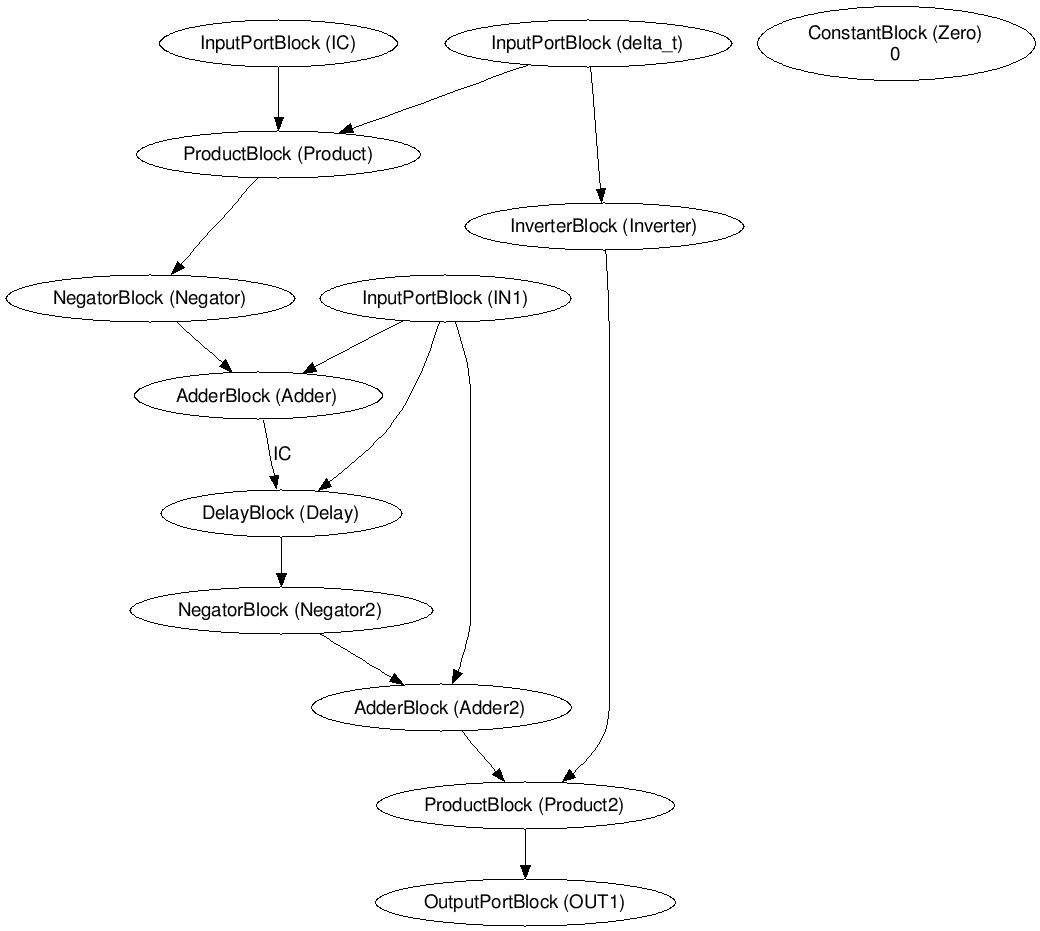 InputPortBlock (IC)
InputPortBlock (delta_t)
ConstantBlock (Zero)
0
ProductBlock (Product)
InverterBlock (Inverter)
NegatorBlock (Negator)
InputPortBlock (IN1)
AdderBlock (Adder)
IC
DelayBlock (Delay)
NegatorBlock (Negator2)
AdderBlock (Adder2)
ProductBlock (Product2)
OutputPortBlock (OUT1)